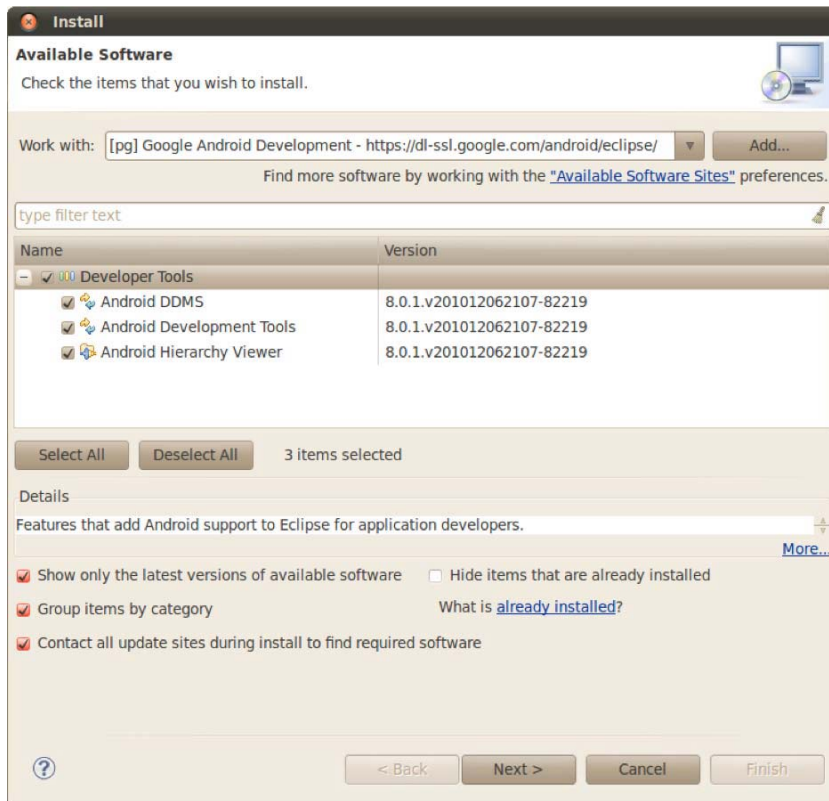 Install
Available Software
Check the items that you wish to install.
Work with: [pg] Google Android Development - https://dl-ssl.google.com/android/eclipse/ Add...
Find more software by working with the "Available Software Sites" preferences.
type filter text
Name Version
Developer Tools
Android DDMS 8.0.1.v201012062107-82219
Android Development Tools 8.0.1.v201012062107-82219
Android Hierarchy Viewer 8.0.1.v201012062107-82219
Select All Deselect All 3 items selected
Details
Features that add Android support to Eclipse for application developers.
More...
Show only the latest versions of available software Hide items that are already installed
Group items by category What is already installed?
Contact all update sites during install to find required software
? < Back Next > Cancel Finish